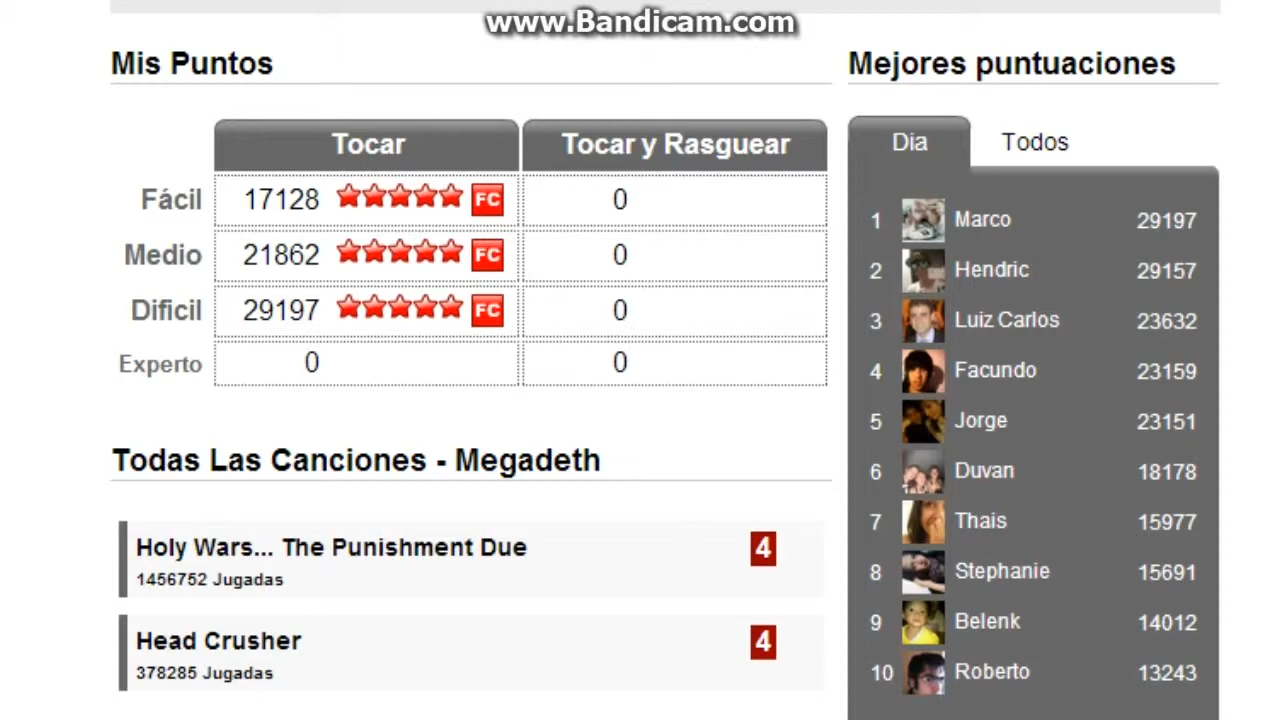 www.Bandicam.com
Mis Puntos
Tocar Tocar y Rasguear
Fácil 17128 FC 0
Medio 21862 FC 0
Dificil 29197 FC 0
Experto 0 0
Todas Las Canciones - Megadeth
Holy Wars... The Punishment Due 4
1456752 Jugadas
Head Crusher 4
378285 Jugadas
Mejores puntuaciones
Dia Todos
1 Marco 29197
2 Hendric 29157
3 Luiz Carlos 23632
4 Facundo 23159
5 Jorge 23151
6 Duvan 18178
7 Thais 15977
8 Stephanie 15691
9 Belenk 14012
10 Roberto 13243